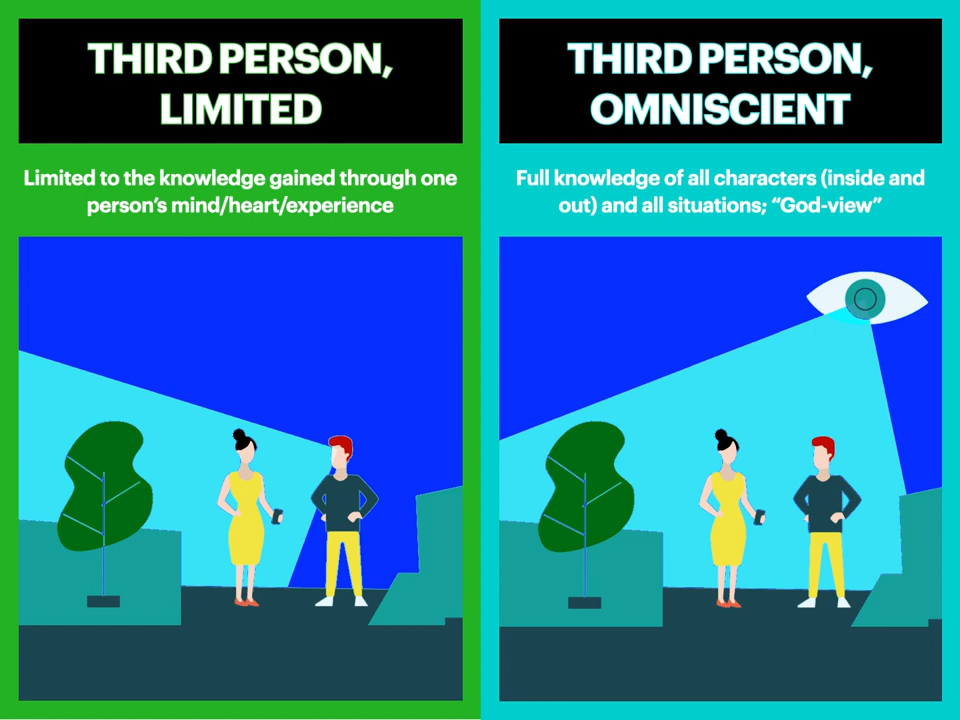 THIRD PERSON,
LIMITED
Limited to the knowledge gained through one
person’s mind/heart/experience
THIRD PERSON,
OMNISCIENT
Full knowledge of all characters (inside and
out) and all situations; “God-view”